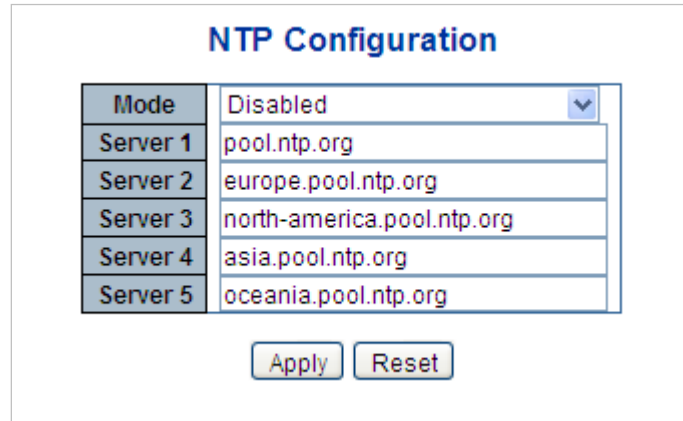 NTP Configuration
Mode Disabled
Server 1 pool.ntp.org
Server 2 europe.pool.ntp.org
Server 3 north-america.pool.ntp.org
Server 4 asia.pool.ntp.org
Server 5 oceania.pool.ntp.org
Apply Reset